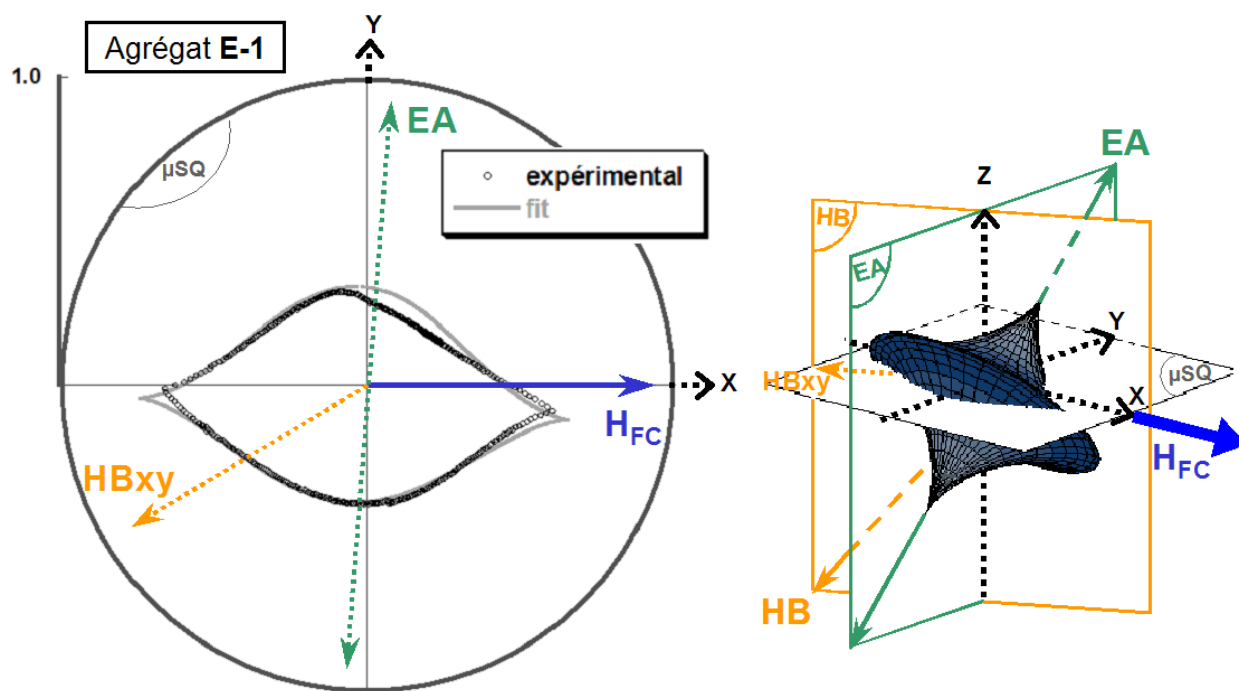 Agrégat E-1
Y
1.0
EA
µSQ
expérimental
fit
X
HFC
HBxy
EA
Z
HB
EA
Y
HBxy
µSQ
X
HFC
HB